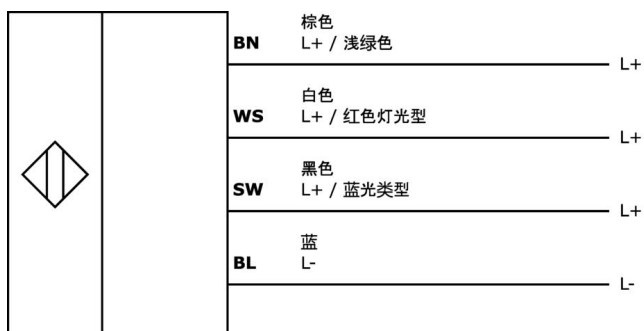 棕色
BN L+ / 浅绿色
L+
白色
WS L+ / 红色灯光型
L+
黑色
SW L+ / 蓝光类型
L+
蓝
BL L-
L-